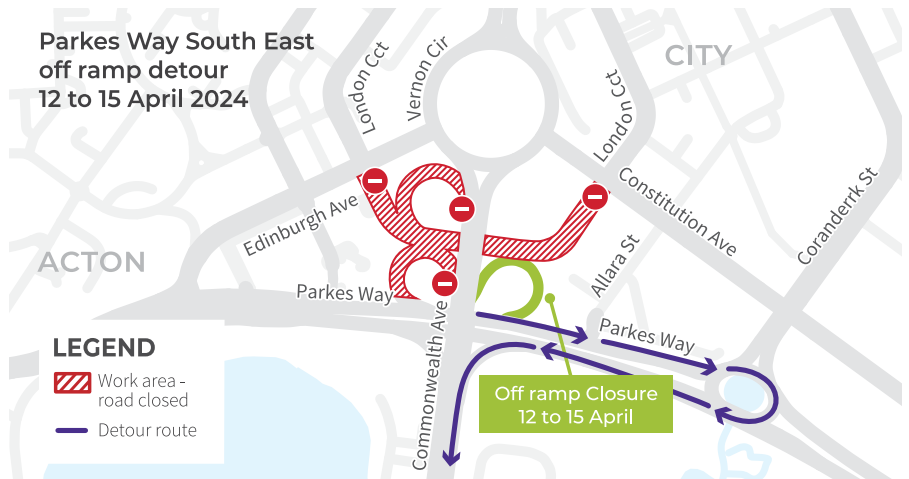 Parkes Way South East
off ramp detour
12 to 15 April 2024
London Cct
Vernon Cir
CITY
London Cct
Constitution Ave
Coranderrk St
Edinburgh Ave
Allara St
ACTON
Parkes Way
Parkes Way
Commonwealth Ave
LEGEND
Work area -
road closed
Detour route
Off ramp Closure
12 to 15 April